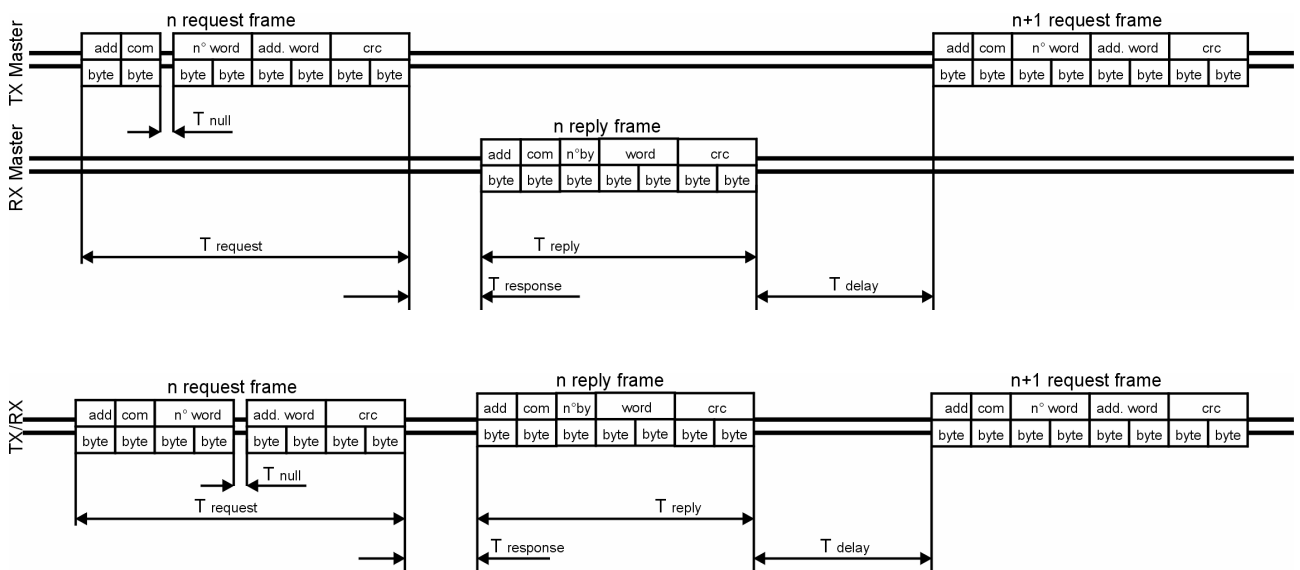 n request frame
n+1 request frame
TX Master
add com n° word add. word crc
add com n° word add. word crc
byte byte byte byte byte byte byte byte
byte byte byte byte byte byte byte byte
T null
n reply frame
RX Master
add com n°by word crc
byte byte byte byte byte byte byte
T request
T reply
T response
T delay
n request frame
n reply frame
n+1 request frame
TX/RX
add com n° word add. word crc
add com n°by word crc
add com n° word add. word crc
byte byte byte byte byte byte byte byte
byte byte byte byte byte byte byte
byte byte byte byte byte byte byte byte
T null
T request
T reply
T response
T delay